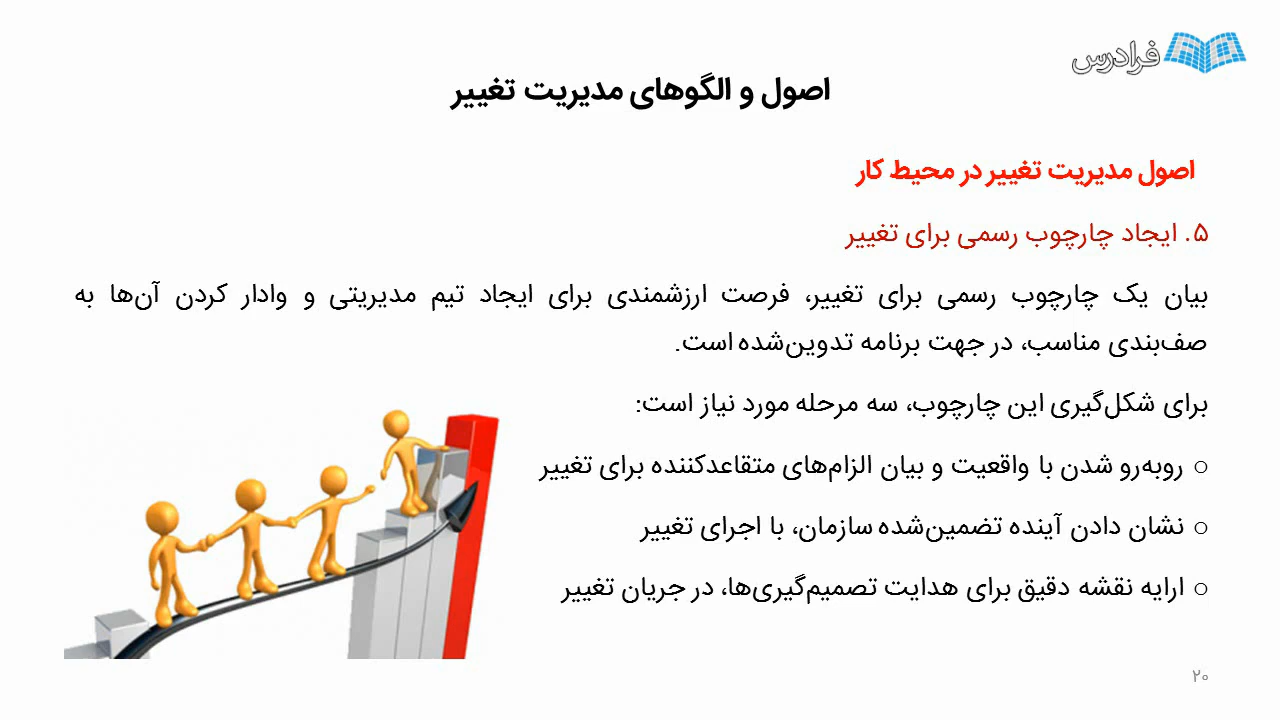 فرادرس
اصول و الگوهای مدیریت تغییر
اصول مدیریت تغییر در محیط کار
۵. ایجاد چارچوب رسمی برای تغییر
بیان یک چارچوب رسمی برای تغییر، فرصت ارزشمندی برای ایجاد تیم مدیریتی و وادار کردن آن‌ها به
صف‌بندی مناسب، در جهت برنامه تدوین‌شده است.
برای شکل‌گیری این چارچوب، سه مرحله مورد نیاز است:
○ روبه‌رو شدن با واقعیت و بیان الزام‌های متقاعدکننده برای تغییر
○ نشان دادن آینده تضمین‌شده سازمان، با اجرای تغییر
○ ارایه نقشه دقیق برای هدایت تصمیم‌گیری‌ها، در جریان تغییر
۲۰